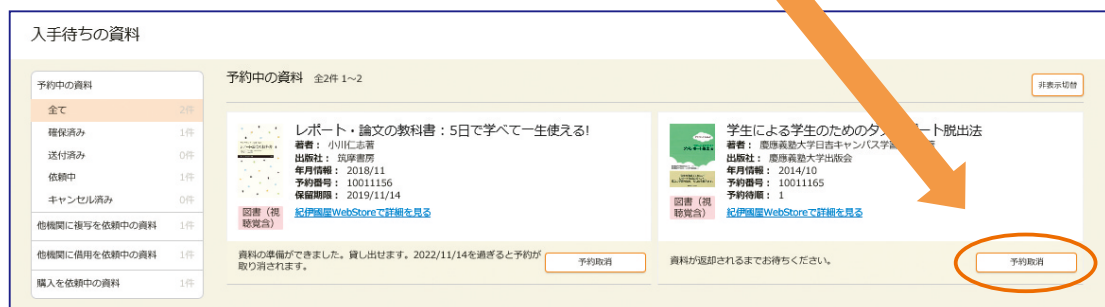 入手待ちの資料
予約中の資料
全て 2件
確保済み 1件
送付済み 0件
依頼中 1件
キャンセル済み 0件
他機関に複写を依頼中の資料 1件
他機関に借用を依頼中の資料 1件
購入を依頼中の資料 1件
予約中の資料 全2件 1~2
非表示切替
レポート・論文の教科書:5日で学べて一生使える!
著者: 小川仁志著
出版社: 筑摩書房
年月情報: 2018/11
予約番号: 10011156
保留期限: 2019/11/14
図書(視
聴覚含)
紀伊國屋WebStoreで詳細を見る
資料の準備ができました。貸し出せます。2022/11/14を過ぎると予約が
取り消されます。
予約取消
学生による学生のためのダ ート脱出法
著者: 慶應義塾大学日吉キャンパス学
出版社: 慶應義塾大学出版会
年月情報: 2014/10
予約番号: 10011165
予約待順: 1
図書(視
聴覚含)
紀伊國屋WebStoreで詳細を見る
資料が返却されるまでお待ちください。
予約取消